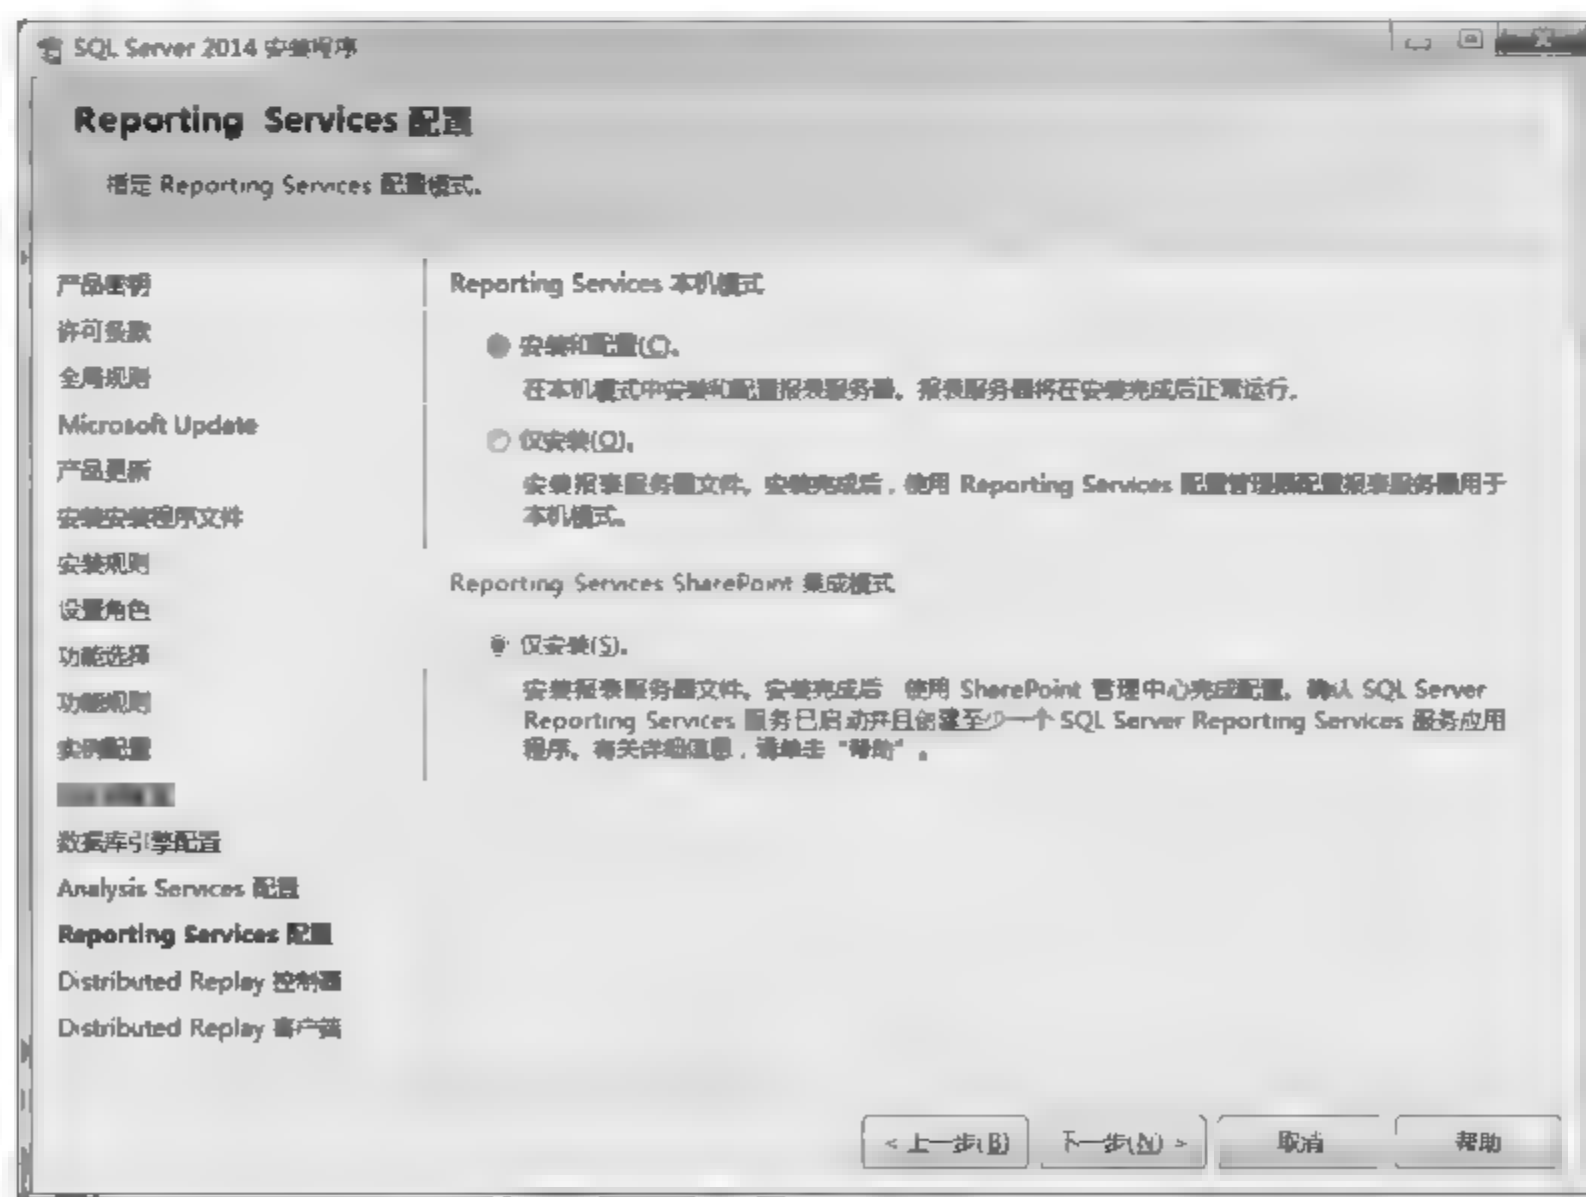 SQL Server 2014 安装程序
Reporting Services 配置
指定 Reporting Services 配置模式。
产品密钥
许可条款
全局规则
Microsoft Update
产品更新
安装安装程序文件
安装规则
设置角色
功能选择
功能规则
实例配置
数据库引擎配置
Analysis Services 配置
Reporting Services 配置
Distributed Replay 控制器
Distributed Replay 客户端
Reporting Services 本机模式
安装和配置(C)。
在本机模式中安装和配置报表服务器。报表服务器将在安装完成后正常运行。
仅安装(O)。
安装报表服务器文件。安装完成后，使用 Reporting Services 配置管理器配置报表服务器用于
本机模式。
Reporting Services SharePoint 集成模式
仅安装(S)。
安装报表服务器文件。安装完成后 使用 SharePoint 管理中心完成配置。确认 SQL Server
Reporting Services 服务已启动并且创建至少一个 SQL Server Reporting Services 服务应用
程序。有关详细信息，请单击“帮助”。
< 上一步(B)
下一步(N) >
取消
帮助